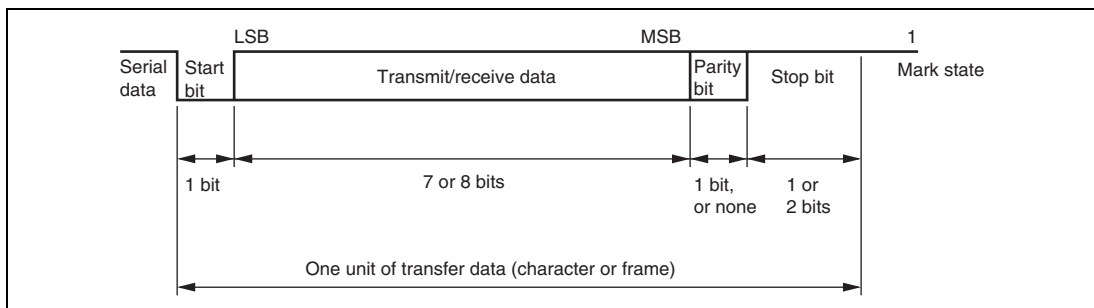 LSB
MSB
1
Serial
data
Start
bit
Transmit/receive data
Parity
bit
Stop bit
Mark state
1 bit
7 or 8 bits
1 bit,
or none
1 or
2 bits
One unit of transfer data (character or frame)